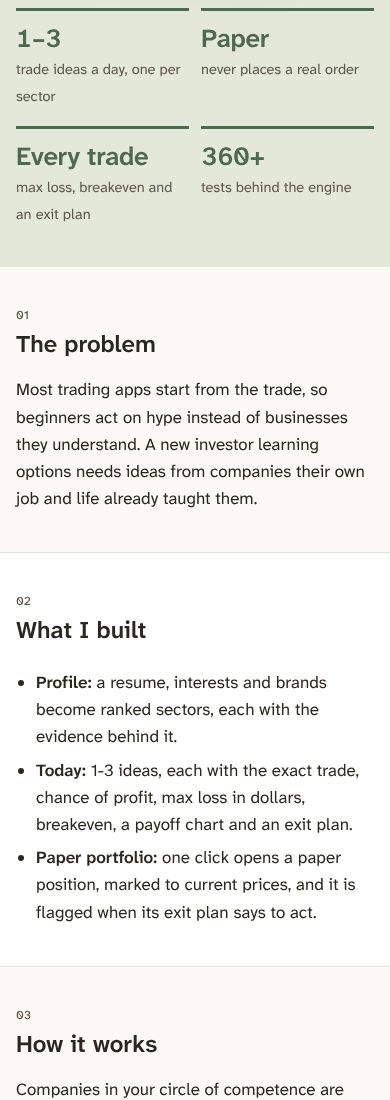 1–3
trade ideas a day, one per
sector
Paper
never places a real order
Every trade
max loss, breakeven and
an exit plan
360+
tests behind the engine
01
The problem
Most trading apps start from the trade, so
beginners act on hype instead of businesses
they understand. A new investor learning
options needs ideas from companies their own
job and life already taught them.
02
What I built
• Profile: a resume, interests and brands
become ranked sectors, each with the
evidence behind it.
• Today: 1-3 ideas, each with the exact trade,
chance of profit, max loss in dollars,
breakeven, a payoff chart and an exit plan.
• Paper portfolio: one click opens a paper
position, marked to current prices, and it is
flagged when its exit plan says to act.
03
How it works
Companies in your circle of competence are